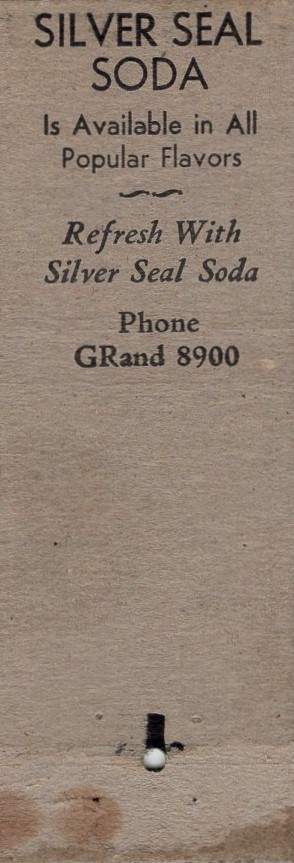 SILVER SEAL
SODA
Is Available in All
Popular Flavors
Refresh With
Silver Seal Soda
Phone
GRand 8900